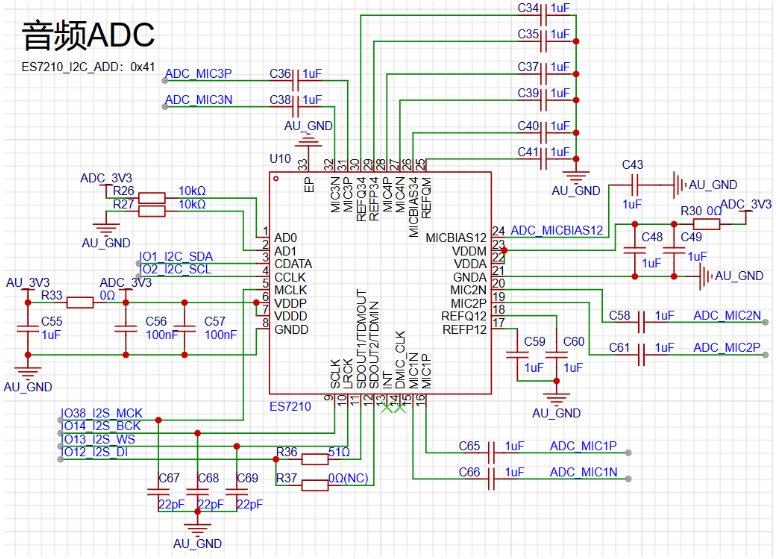 音频ADC
ES7210_I2C_ADD: 0x41
C34 1uF
C35 1uF
ADC_MIC3P C36 1uF
C37 1uF
ADC_MIC3N C38 1uF
C39 1uF
AU_GND
C40 1uF
C41 1uF
AU_GND
U10
33 32 31 30 29 28 27 26 25
EP MIC3N MIC3P REFQ34 REFP34 MIC4P MIC4N MICBIAS34 REFQM
C43 1uF AU_GND
ADC_3V3
R26 10kΩ
R27 10kΩ
AU_GND
ADC_3V3
R30 0Ω
1 AD0
2 AD1
3 CDATA
4 CCLK
5 MCLK
6 VDDP
7 VDDD
8 GNDD
IO1_I2C_SDA
IO2_I2C_SCL
24 MICBIAS12 ADC_MICBIAS12
23 VDDM
22 VDDA
21 GNDA
20 MIC2N
19 MIC2P
18 REFQ12
17 REFP12
C48 1uF
C49 1uF
AU_GND
AU_3V3 ADC_3V3
R33 0Ω
C55 1uF
C56 100nF
C57 100nF
AU_GND
C58 1uF ADC_MIC2N
C61 1uF ADC_MIC2P
C59 1uF
C60 1uF
AU_GND
SCLK LRCK SDOUT1/TDMOUT SDOUT2/TDMIN INT DMIC_CLK MIC1N MIC1P
9 10 11 12 13 14 15 16
ES7210
IO38_I2S_MCK
IO14_I2S_BCK
IO13_I2S_WS
IO12_I2S_DI
R36 51Ω
R37 0Ω(NC)
C65 1uF ADC_MIC1P
C66 1uF ADC_MIC1N
C67 22pF
C68 22pF
C69 22pF
AU_GND